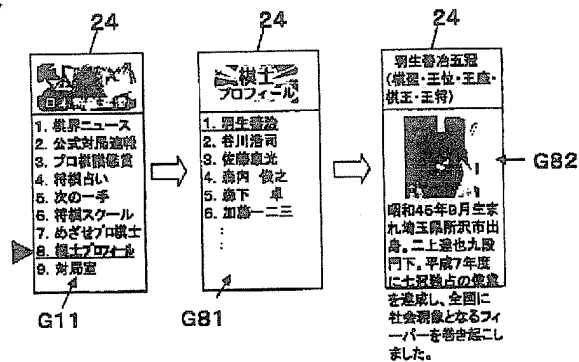 24
1. 棋界ニュース
2. 公式対局速報
3. プロ棋譜鑑賞
4. 将棋占い
5. 次の一手
6. 将棋スクール
7. めざせプロ棋士
8. 棋士プロフィール
9. 対局室
G11
24
棋士
プロフィール
1. 羽生善治
2. 谷川浩司
3. 佐藤康光
4. 森内 俊之
5. 森下 卓
6. 加藤一二三
:
:
G81
24
羽生善治五冠
(棋聖・王位・王座・
棋王・王将)
G82
昭和45年9月生ま
れ埼玉県所沢市出
身。二上達也九段
門下。平成7年度
に七冠独占の偉業
を達成し、全国に
社会現象となるフィ
ーバーを巻き起こし
ました。